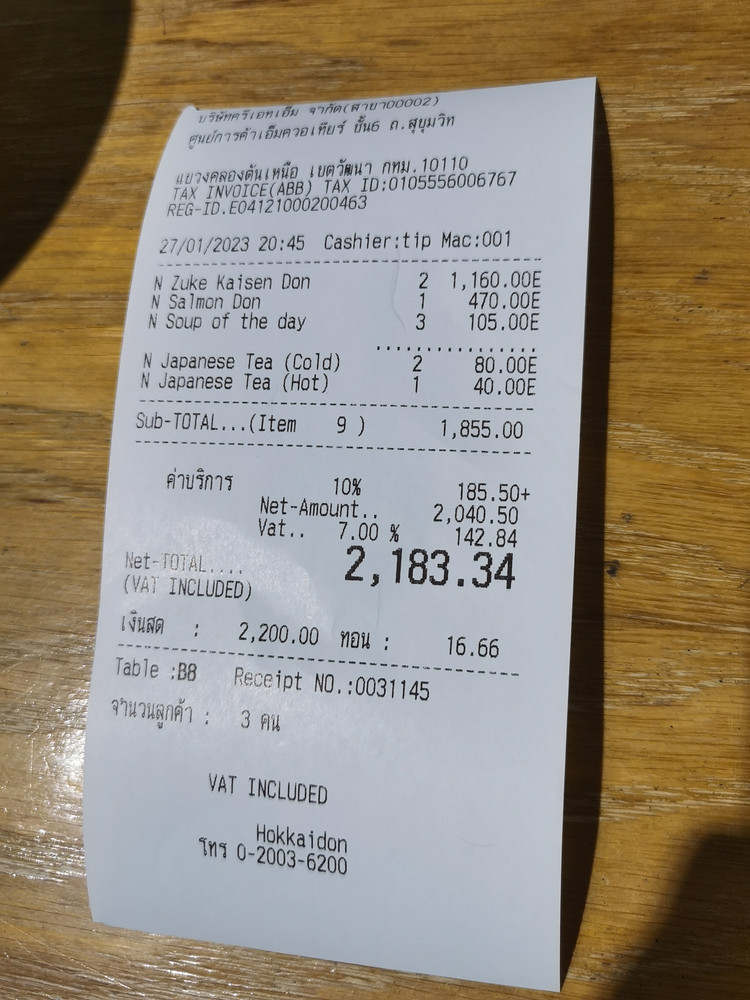 บริษัทครีเอทเอ็ม จำกัด(สาขา00002)
ศูนย์การค้าเอ็มควอเทียร์ ชั้น6 ถ.สุขุมวิท
แขวงคลองตันเหนือ เขตวัฒนา กทม.10110
TAX INVOICE(ABB) TAX ID:0105556006767
REG-ID.E04121000200463
27/01/2023 20:45 Cashier:tip Mac:001
N Zuke Kaisen Don 2 1,160.00E
N Salmon Don 1 470.00E
N Soup of the day 3 105.00E
N Japanese Tea (Cold) 2 80.00E
N Japanese Tea (Hot) 1 40.00E
Sub-TOTAL...(Item 9 ) 1,855.00
ค่าบริการ 10% 185.50+
Net-Amount.. 2,040.50
Vat.. 7.00 % 142.84
Net-TOTAL.... 2,183.34
(VAT INCLUDED)
เงินสด : 2,200.00 ทอน : 16.66
Table :B8 Receipt NO.:0031145
จำนวนลูกค้า : 3 คน
VAT INCLUDED
Hokkaidon
โทร 0-2003-6200